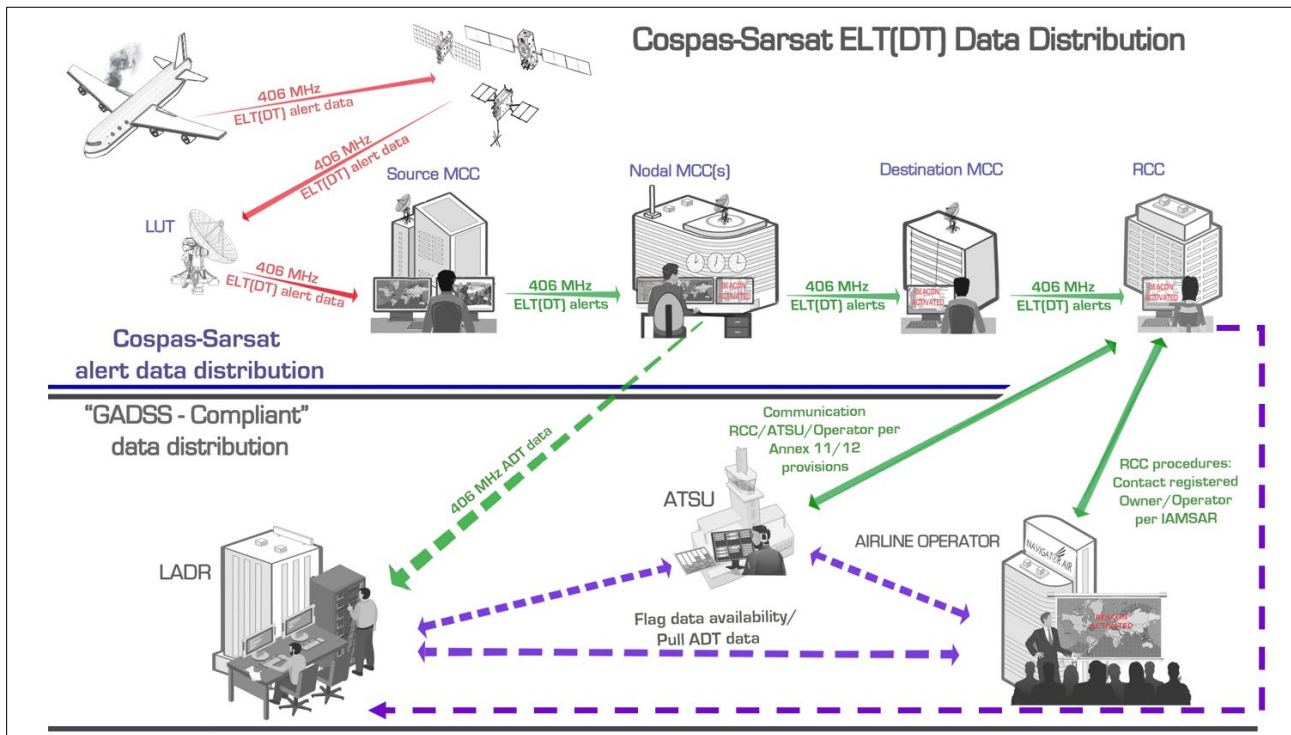 Cospas-Sarsat ELT(DT) Data Distribution
406 MHz
ELT(DT) alert data
406 MHz
ELT(DT) alert data
Source MCC
Nodal MCC(s)
Destination MCC
RCC
LUT
406 MHz
ELT(DT) alert data
406 MHz
ELT(DT) alerts
BEACON
ACTIVATED
406 MHz
ELT(DT) alerts
BEACON
ACTIVATED
406 MHz
ELT(DT) alerts
BEACON
ACTIVATED
Cospas-Sarsat
alert data distribution
“GADSS - Compliant”
data distribution
406 MHz ADT data
Communication
RCC/ATSU/Operator per
Annex 11/12
provisions
RCC procedures:
Contact registered
Owner/Operator
per IAMSAR
ATSU
AIRLINE OPERATOR
LADR
NAVIGATOR AIR
BEACON
ACTIVATED
Flag data availability/
Pull ADT data